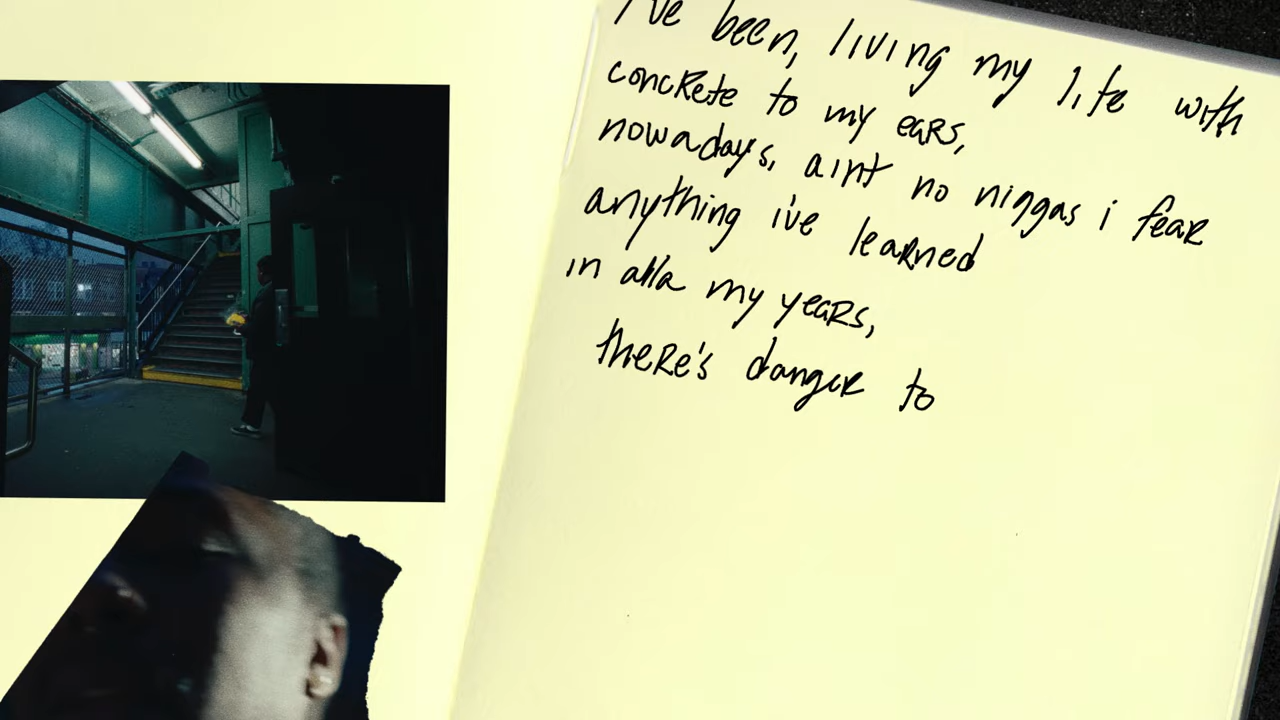 I've been, living my life with
concrete to my ears,
nowadays, aint no niggas i fear
anything i've learned
in alla my years,
there's danger to